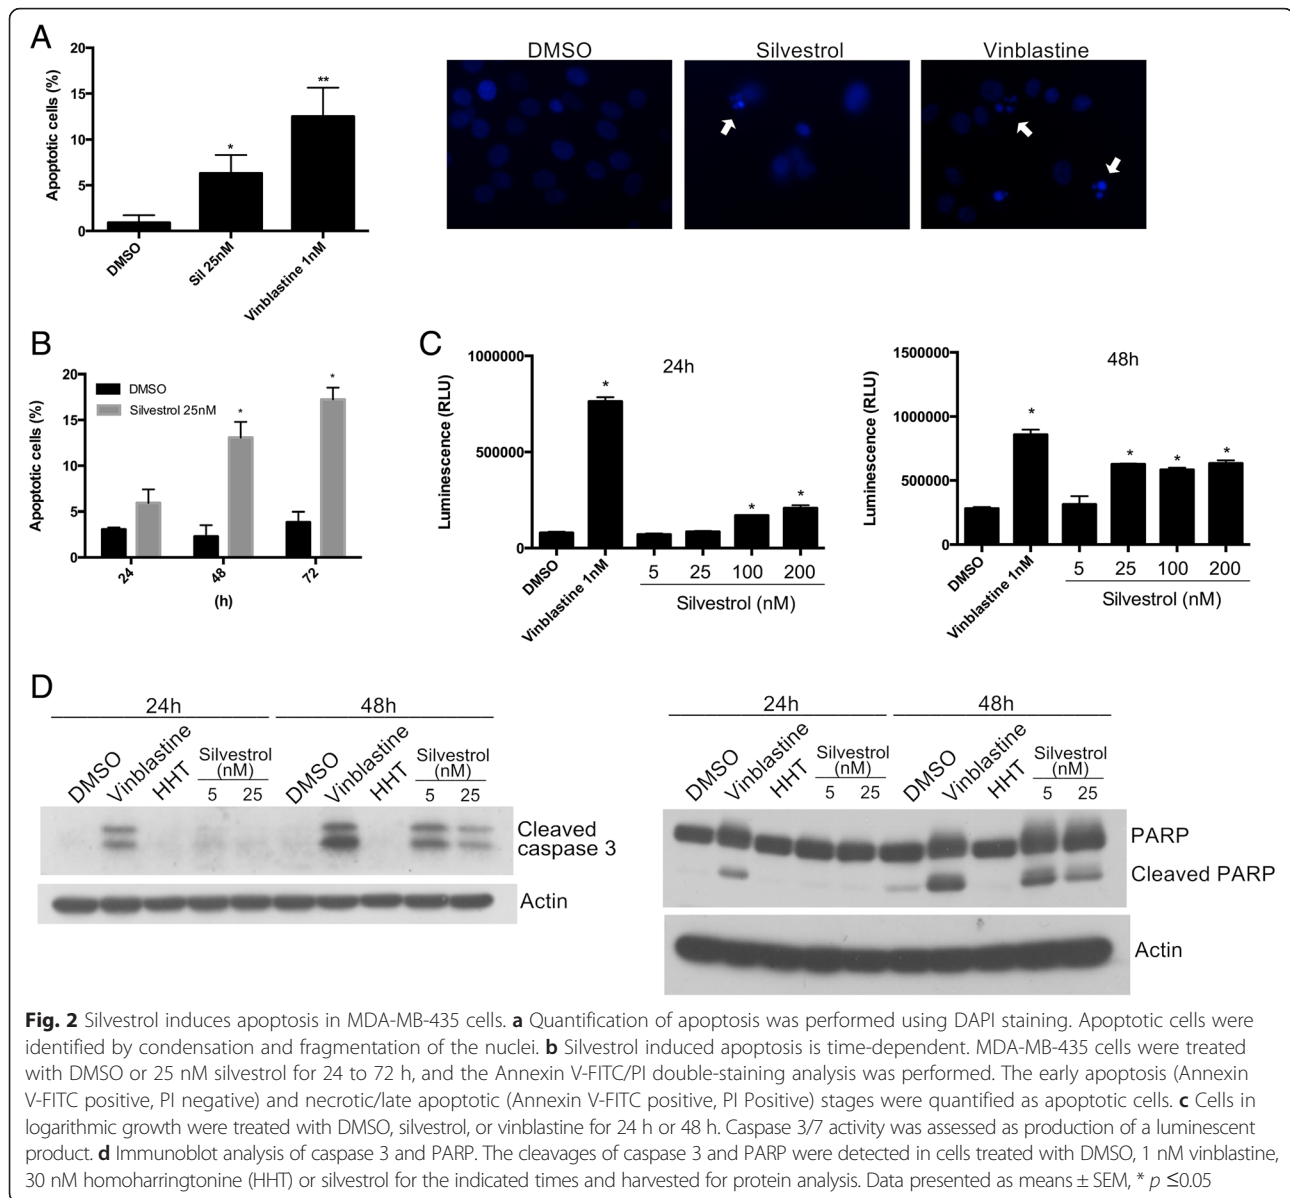 A
20
15
10
5
0
Apoptotic cells (%)
*
**
DMSO
Sil 25nM
Vinblastine 1nM
DMSO
Silvestrol
Vinblastine
B
20
15
10
5
0
Apoptotic cells (%)
DMSO
Silvestrol 25nM
*
*
24
48
72
(h)
C
1000000
500000
0
Luminescence (RLU)
24h
*
*
*
DMSO
Vinblastine 1nM
5 25 100 200
Silvestrol (nM)
1500000
1000000
500000
0
Luminescence (RLU)
48h
*
*
*
*
DMSO
Vinblastine 1nM
5 25 100 200
Silvestrol (nM)
D
24h 48h
DMSO Vinblastine HHT Silvestrol (nM) 5 25 DMSO Vinblastine HHT Silvestrol (nM) 5 25
Cleaved
caspase 3
Actin
24h 48h
DMSO Vinblastine HHT Silvestrol (nM) 5 25 DMSO Vinblastine HHT Silvestrol (nM) 5 25
PARP
Cleaved PARP
Actin
Fig. 2 Silvestrol induces apoptosis in MDA-MB-435 cells. a Quantification of apoptosis was performed using DAPI staining. Apoptotic cells were
identified by condensation and fragmentation of the nuclei. b Silvestrol induced apoptosis is time-dependent. MDA-MB-435 cells were treated
with DMSO or 25 nM silvestrol for 24 to 72 h, and the Annexin V-FITC/PI double-staining analysis was performed. The early apoptosis (Annexin
V-FITC positive, PI negative) and necrotic/late apoptotic (Annexin V-FITC positive, PI Positive) stages were quantified as apoptotic cells. c Cells in
logarithmic growth were treated with DMSO, silvestrol, or vinblastine for 24 h or 48 h. Caspase 3/7 activity was assessed as production of a luminescent
product. d Immunoblot analysis of caspase 3 and PARP. The cleavages of caspase 3 and PARP were detected in cells treated with DMSO, 1 nM vinblastine,
30 nM homoharringtonine (HHT) or silvestrol for the indicated times and harvested for protein analysis. Data presented as means ± SEM, * p ≤0.05